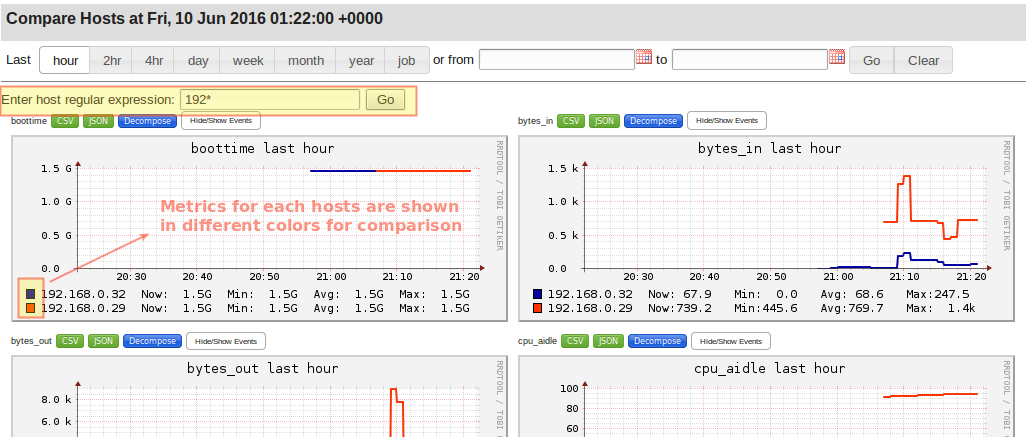 Compare Hosts at Fri, 10 Jun 2016 01:22:00 +0000
Last hour 2hr 4hr day week month year job or from to Go Clear
Enter host regular expression: 192* Go
boottime CSV JSON Decompose Hide/Show Events
boottime last hour
1.5 G
1.0 G
0.5 G
0.0
20:30 20:40 20:50 21:00 21:10 21:20
Metrics for each hosts are shown
in different colors for comparison
192.168.0.32 Now: 1.5G Min: 1.5G Avg: 1.5G Max: 1.5G
192.168.0.29 Now: 1.5G Min: 1.5G Avg: 1.5G Max: 1.5G
RRDTOOL / TOBI OETIKER
bytes_in CSV JSON Decompose Hide/Show Events
bytes_in last hour
1.5 k
1.0 k
0.5 k
0.0
20:30 20:40 20:50 21:00 21:10 21:20
192.168.0.32 Now: 67.9 Min: 0.0 Avg: 68.6 Max:247.5
192.168.0.29 Now:739.2 Min:445.6 Avg:769.7 Max: 1.4k
RRDTOOL / TOBI OETIKER
bytes_out CSV JSON Decompose Hide/Show Events
bytes_out last hour
8.0 k
6.0 k
RRDTOOL / TOBI
cpu_aidle CSV JSON Decompose Hide/Show Events
cpu_aidle last hour
100
80
60
RRDTOOL / TOBI